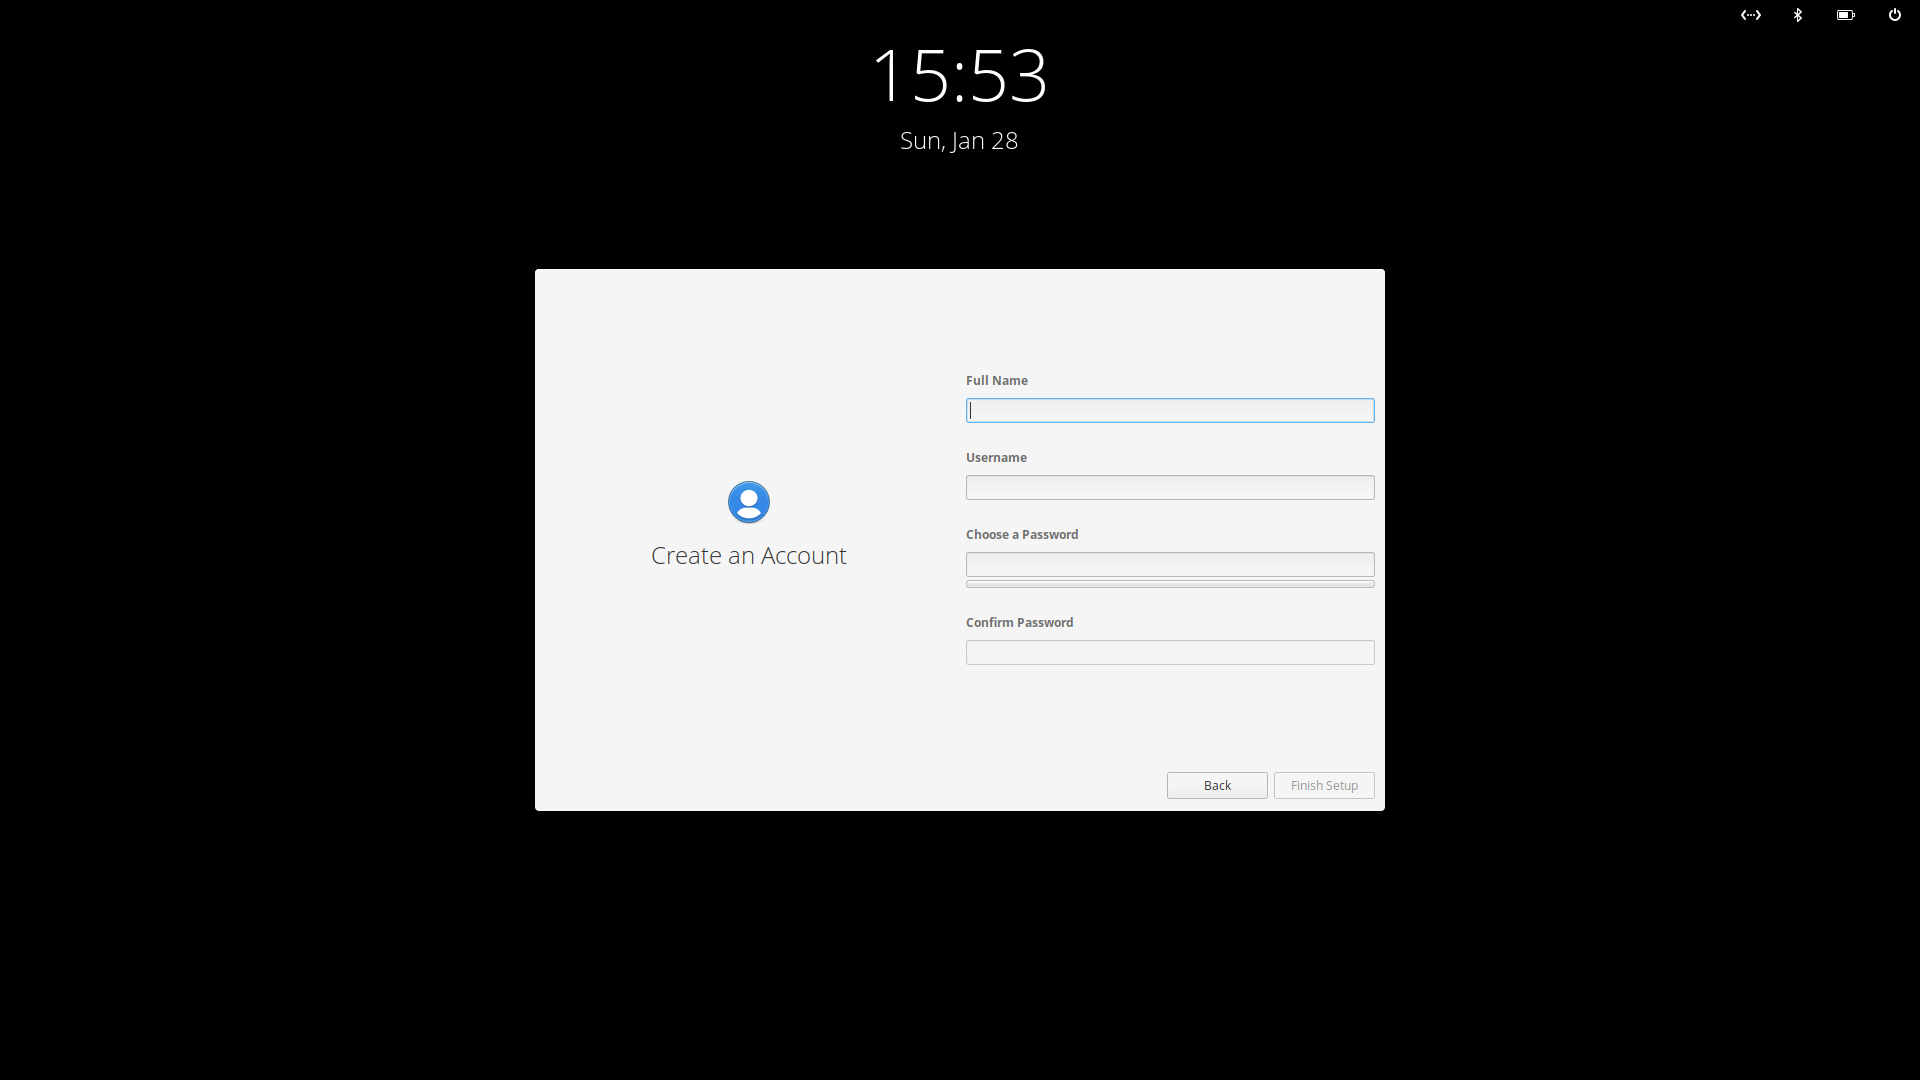 15:53
Sun, Jan 28
Full Name
Username
Choose a Password
Create an Account
Confirm Password
Back
Finish Setup